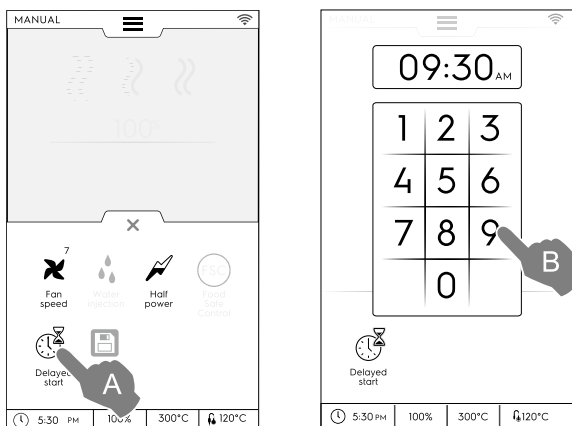 MANUAL
100%
7
Fan
speed
Water
injection
Half
power
FSC
Food
Safe
Control
Delayed
start
A
5:30 PM 100% 300°C 120°C
MANUAL
09:30 AM
1 2 3
4 5 6
7 8 9
0
B
Delayed
start
5:30 PM 100% 300°C 120°C